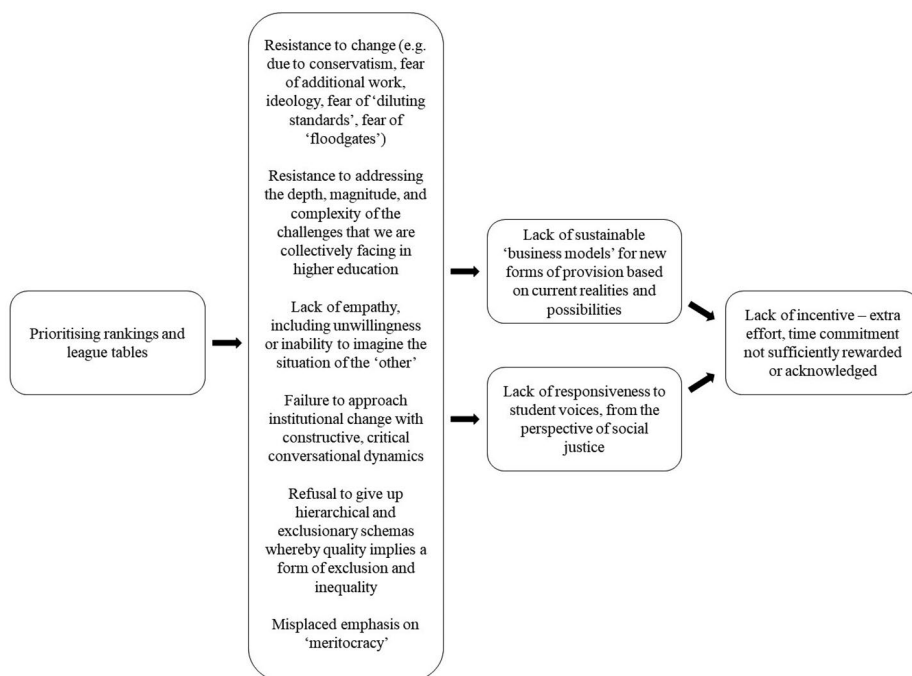 Prioritising rankings and
league tables
Resistance to change (e.g.
due to conservatism, fear
of additional work,
ideology, fear of ‘diluting
standards’, fear of
‘floodgates’)
Resistance to addressing
the depth, magnitude, and
complexity of the
challenges that we are
collectively facing in
higher education
Lack of empathy,
including unwillingness
or inability to imagine the
situation of the ‘other’
Failure to approach
institutional change with
constructive, critical
conversational dynamics
Refusal to give up
hierarchical and
exclusionary schemas
whereby quality implies a
form of exclusion and
inequality
Misplaced emphasis on
‘meritocracy’
Lack of sustainable
‘business models’ for new
forms of provision based
on current realities and
possibilities
Lack of responsiveness to
student voices, from the
perspective of social
justice
Lack of incentive – extra
effort, time commitment
not sufficiently rewarded
or acknowledged